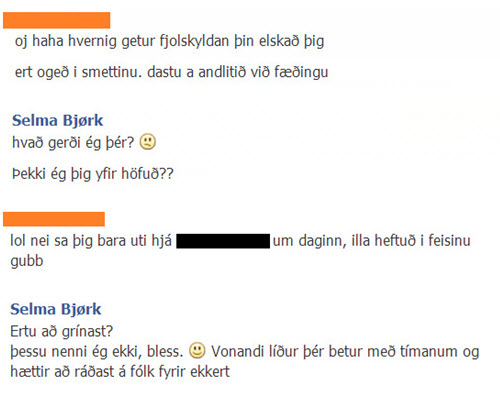 oj haha hvernig getur fjolskyldan þin elskað þig
ert ogeð i smettinu. dastu a andlitið við fæðingu
Selma Bjørk
hvað gerði ég þér?
Þekki ég þig yfir höfuð??
lol nei sa þig bara uti hjá um daginn, illa heftuð i feisinu
gubb
Selma Bjørk
Ertu að grínast?
þessu nenni ég ekki, bless. Vonandi líður þér betur með tímanum og
hættir að ráðast á fólk fyrir ekkert